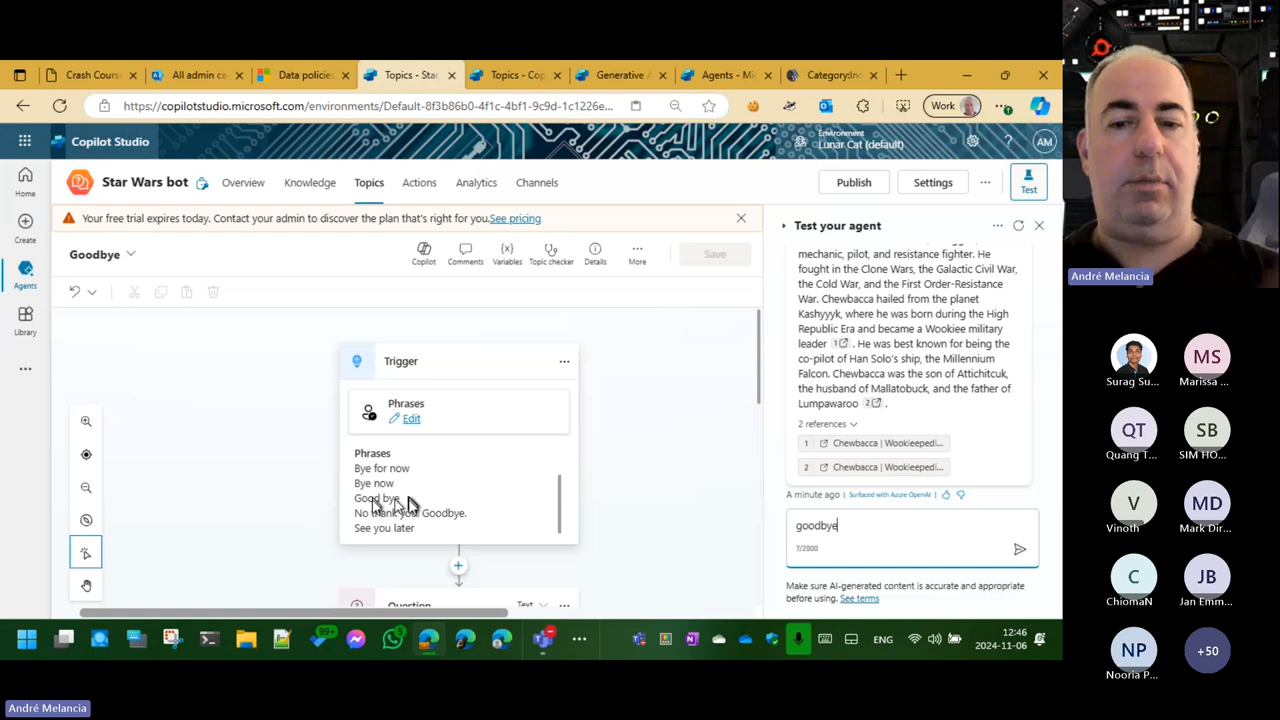 Crash Cours
All admin ce
Data policies
Topics - Star
Topics - Cop
Generative A
Agents - Mi
CategoryInd
https://copilotstudio.microsoft.com/environments/Default-8f3b86b0-4f1c-4bf1-9c9d-1c1226e...
Work
Copilot Studio
Environment
Lunar Cat (default)
AM
Home
Create
Agents
Library
Star Wars bot
Overview
Knowledge
Topics
Actions
Analytics
Channels
Publish
Settings
Test
Your free trial expires today. Contact your admin to discover the plan that's right for you.See pricing
Goodbye
Copilot
Comments
Variables
Topic checker
Details
More
Save
Trigger
Phrases
Edit
Phrases
Bye for now
Bye now
Good bye
No thank you. Goodbye.
See you later
Question
Text
Test your agent
mechanic, pilot, and resistance fighter. He
fought in the Clone Wars, the Galactic Civil War,
the Cold War, and the First Order-Resistance
War. Chewbacca hailed from the planet
Kashyyyk, where he was born during the High
Republic Era and became a Wookiee military
leader 1. He was best known for being the
co-pilot of Han Solo's ship, the Millennium
Falcon. Chewbacca was the son of Attichitcuk,
the husband of Mallatobuck, and the father of
Lumpawaroo 2.
2 references
1 Chewbacca | Wookieepedi...
2 Chewbacca | Wookieepedi...
A minute ago | Surfaced with Azure OpenAI
goodbye
7/2000
Make sure AI-generated content is accurate and appropriate
before using. See terms
99+
5
ENG
12:46
2024-11-06
André Melancia
Surag Su...
MS
Marissa ...
QT
Quang T...
SB
SIM HO...
V
Vinoth
MD
Mark Dir...
C
ChiomaN
JB
Jan Emm...
NP
Nooria P...
+50
André Melancia